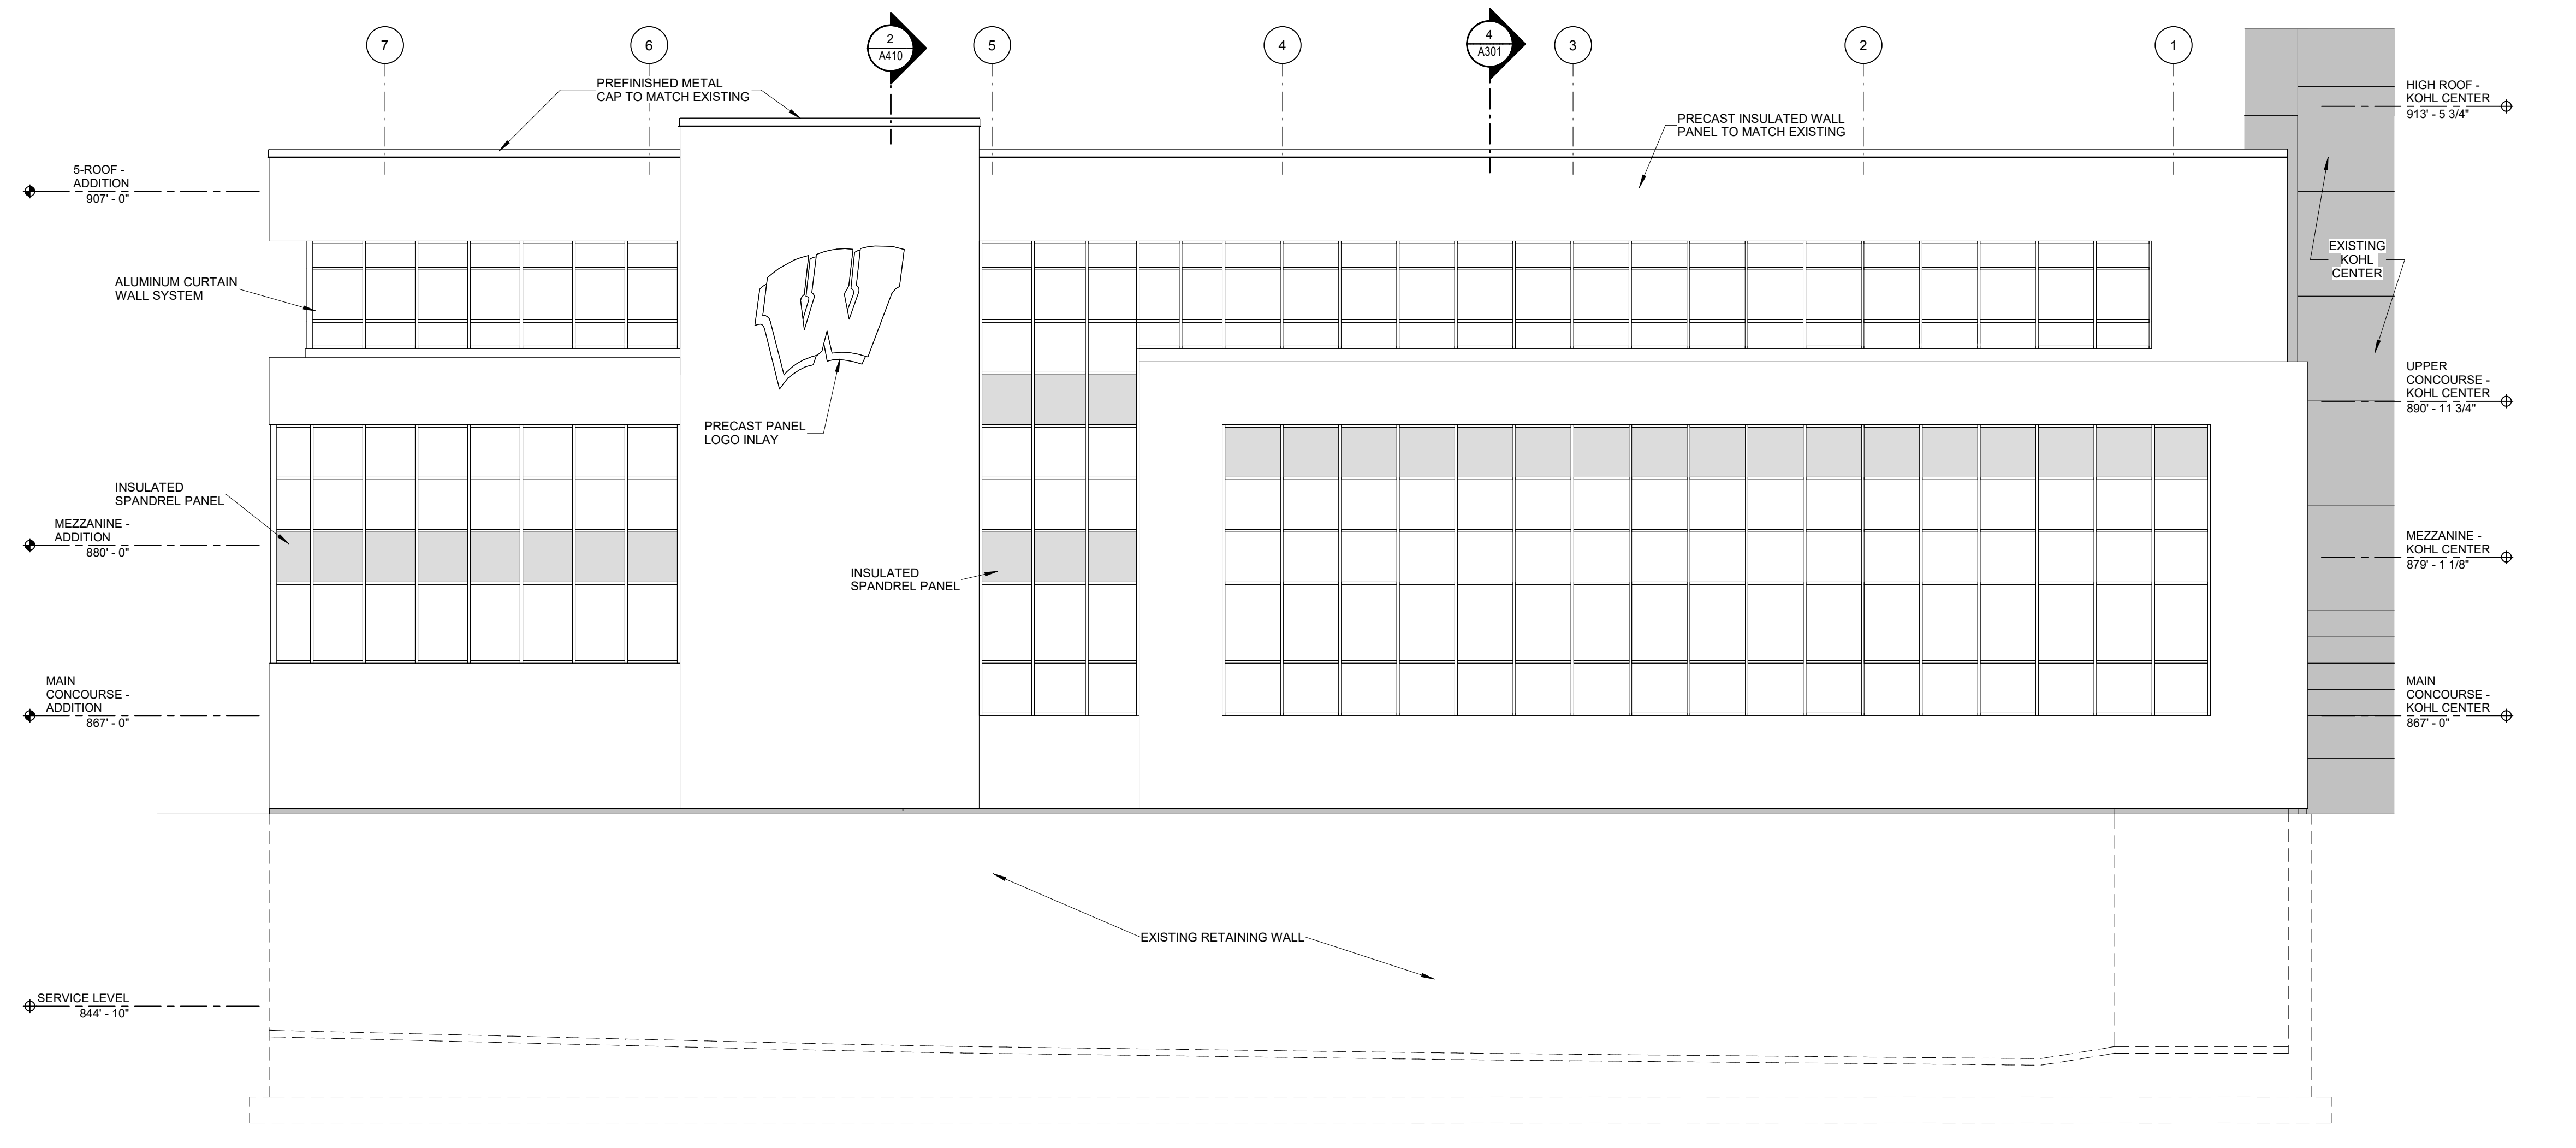 7
6
2
A410
5
4
4
A301
3
2
1
PREFINISHED METAL
CAP TO MATCH EXISTING
HIGH ROOF -
KOHL CENTER
913' - 5 3/4"
PRECAST INSULATED WALL
PANEL TO MATCH EXISTING
5-ROOF -
ADDITION
907' - 0"
EXISTING
KOHL
CENTER
ALUMINUM CURTAIN
WALL SYSTEM
W
UPPER
CONCOURSE -
KOHL CENTER
890' - 11 3/4"
PRECAST PANEL
LOGO INLAY
INSULATED
SPANDREL PANEL
MEZZANINE -
ADDITION
880' - 0"
MEZZANINE -
KOHL CENTER
879' - 1 1/8"
INSULATED
SPANDREL PANEL
MAIN
CONCOURSE -
ADDITION
867' - 0"
MAIN
CONCOURSE -
KOHL CENTER
867' - 0"
EXISTING RETAINING WALL
SERVICE LEVEL
844' - 10"